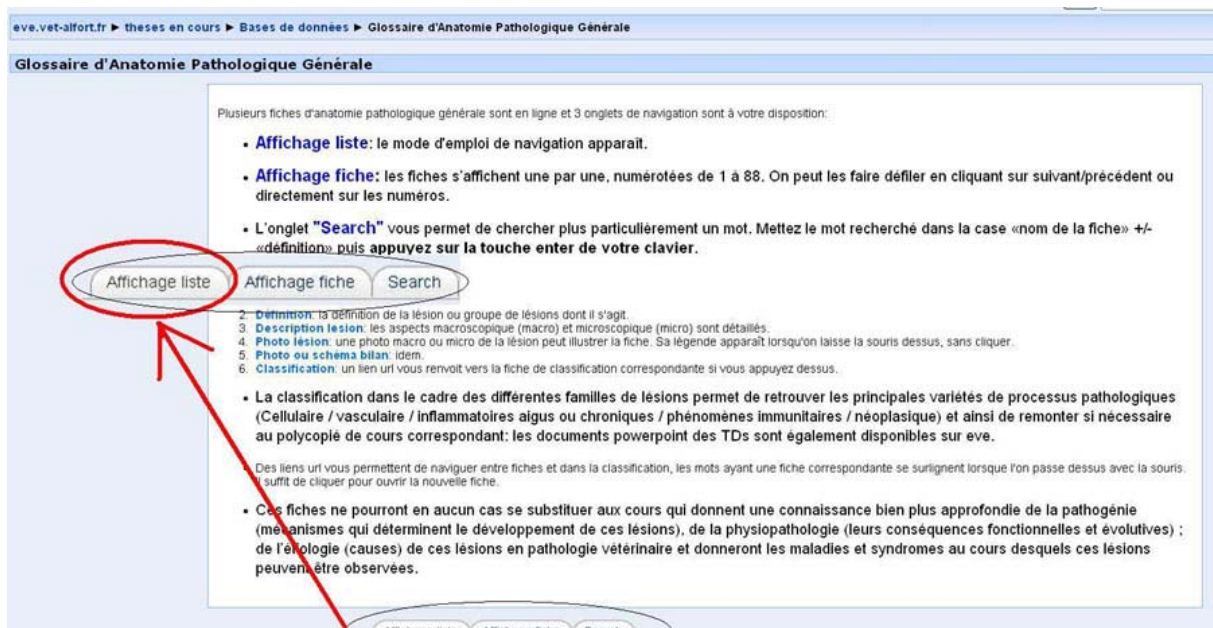 eve.vet-alfort.fr ► theses en cours ► Bases de données ► Glossaire d'Anatomie Pathologique Générale
Glossaire d'Anatomie Pathologique Générale
Plusieurs fiches d'anatomie pathologique générale sont en ligne et 3 onglets de navigation sont à votre disposition:
• Affichage liste: le mode d'emploi de navigation apparaît.
• Affichage fiche: les fiches s'affichent une par une, numérotées de 1 à 88. On peut les faire défiler en cliquant sur suivant/précédent ou
directement sur les numéros.
• L'onglet "Search" vous permet de chercher plus particulièrement un mot. Mettez le mot recherché dans la case «nom de la fiche» +/-
«définition» puis appuyez sur la touche enter de votre clavier.
Affichage liste Affichage fiche Search
2. Définition: la définition de la lésion ou groupe de lésions dont il s'agit.
3. Description lesion: les aspects macroscopique (macro) et microscopique (micro) sont détaillés.
4. Photo lésion: une photo macro ou micro de la lésion peut illustrer la fiche. Sa légende apparaît lorsqu'on laisse la souris dessus, sans cliquer.
5. Photo ou schéma bilan: idem.
6. Classification: un lien url vous renvoit vers la fiche de classification correspondante si vous appuyez dessus.
• La classification dans le cadre des différentes familles de lésions permet de retrouver les principales variétés de processus pathologiques
(Cellulaire / vasculaire / inflammatoires aigus ou chroniques / phénomènes immunitaires / néoplasique) et ainsi de remonter si nécessaire
au polycopié de cours correspondant: les documents powerpoint des TDs sont également disponibles sur eve.
• Des liens url vous permettent de naviguer entre fiches et dans la classification, les mots ayant une fiche correspondante se surlignent lorsque l'on passe dessus avec la souris.
Il suffit de cliquer pour ouvrir la nouvelle fiche.
• Ces fiches ne pourront en aucun cas se substituer aux cours qui donnent une connaissance bien plus approfondie de la pathogénie
(mécanismes qui déterminent le développement de ces lésions), de la physiopathologie (leurs conséquences fonctionnelles et évolutives) ;
de l'étiologie (causes) de ces lésions en pathologie vétérinaire et donneront les maladies et syndromes au cours desquels ces lésions
peuvent être observées.